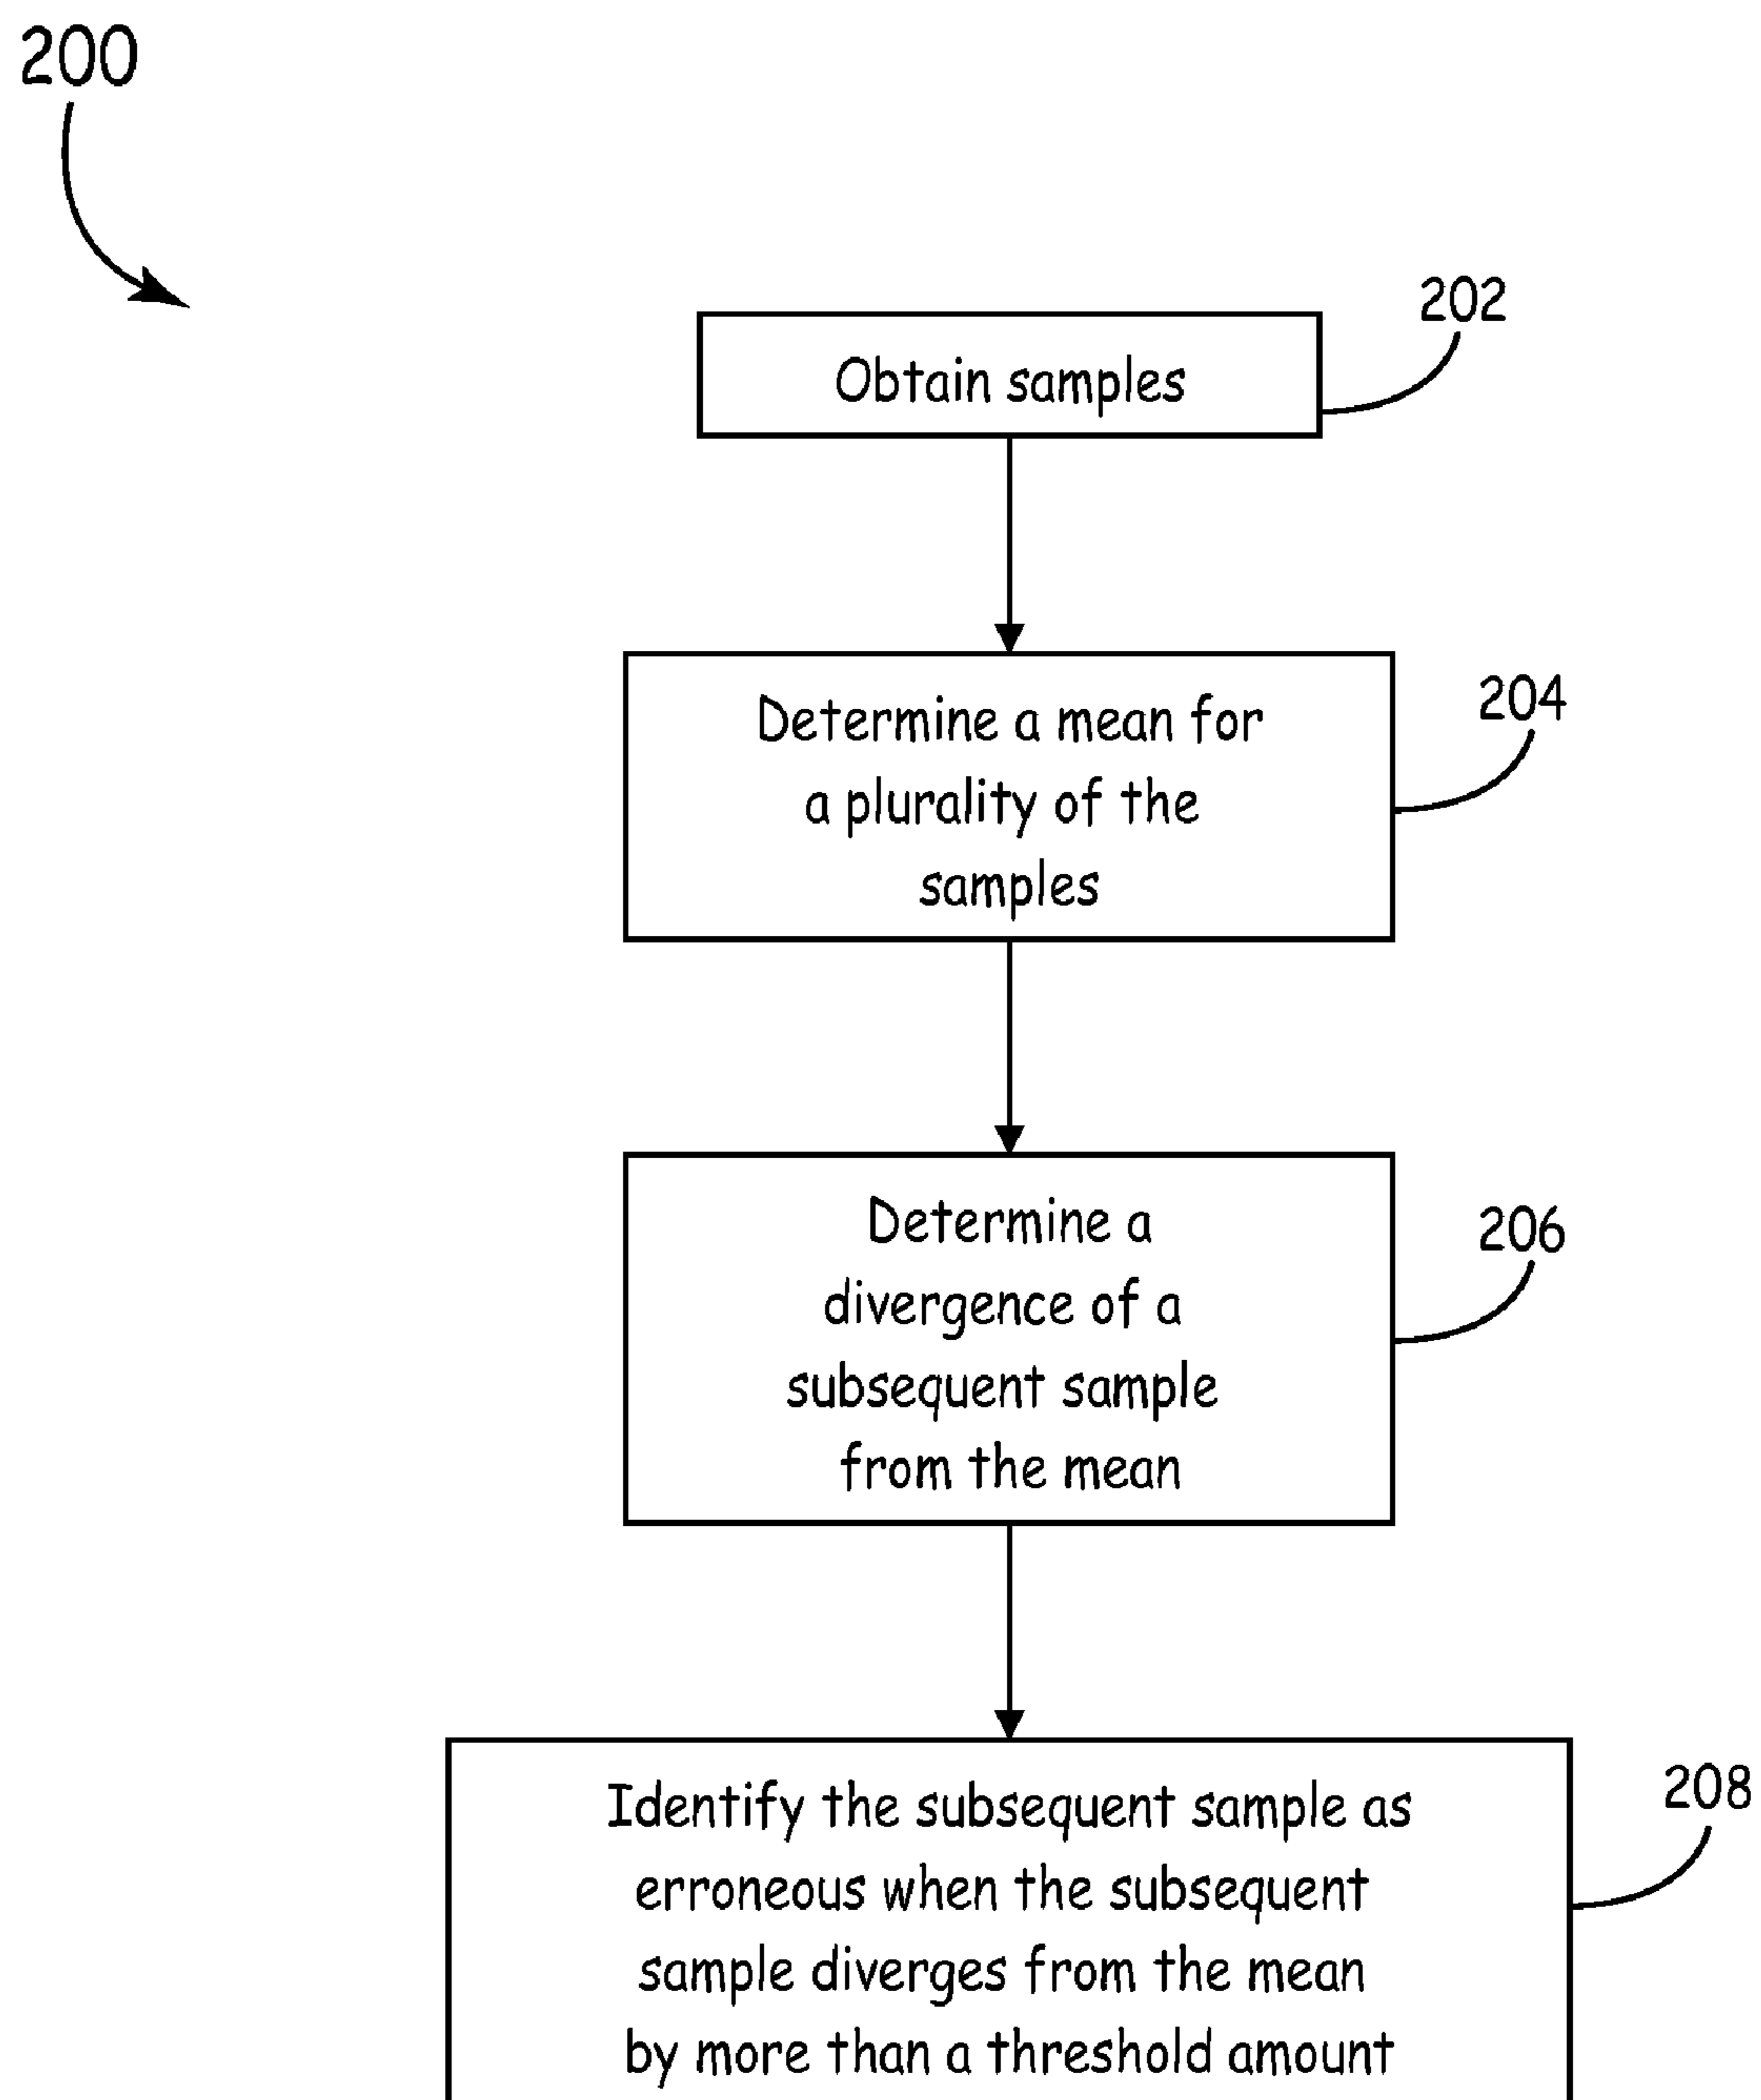 200
202
Obtain samples
204
Determine a mean for
a plurality of the
samples
206
Determine a
divergence of a
subsequent sample
from the mean
208
Identify the subsequent sample as
erroneous when the subsequent
sample diverges from the mean
by more than a threshold amount